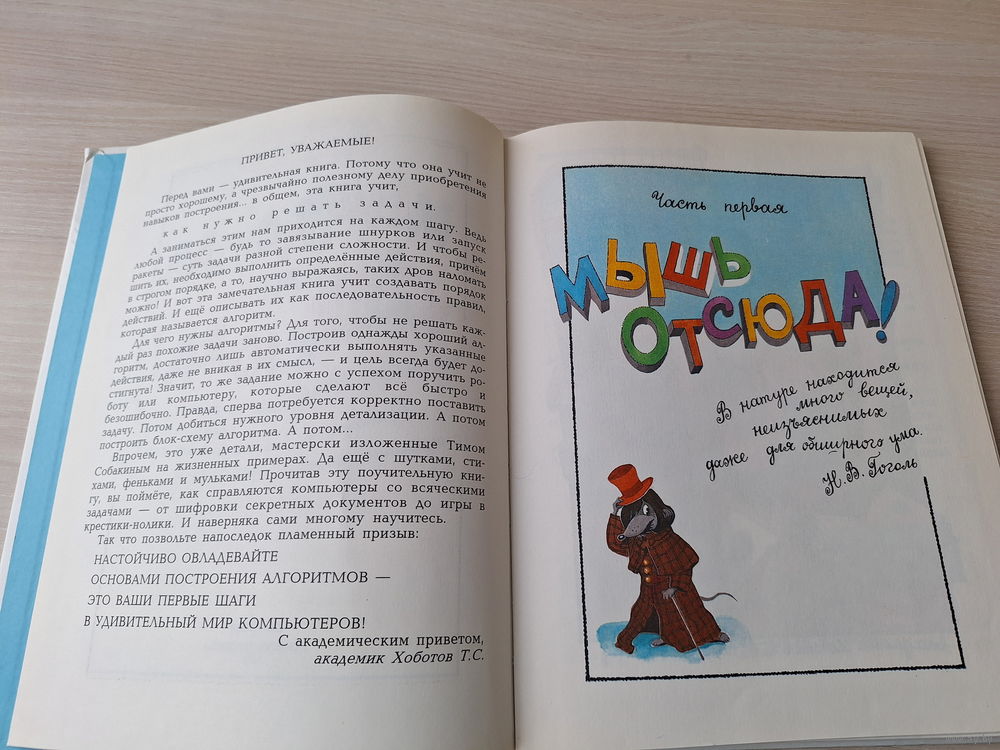 ПРИВЕТ, УВАЖАЕМЫЕ!
Перед вами — удивительная книга. Потому что она учит не
просто хорошему, а чрезвычайно полезному делу приобретения
навыков построения... в общем, эта книга учит,
как нужно решать задачи.
А заниматься этим нам приходится на каждом шагу. Ведь
любой процесс — будь то завязывание шнурков или запуск
ракеты — суть задачи разной степени сложности. И чтобы ре-
шить их, необходимо выполнить определённые действия, причём
в строгом порядке, а то, научно выражаясь, таких дров наломать
можно! И вот эта замечательная книга учит создавать порядок
действий. И ещё описывать их как последовательность правил,
которая называется алгоритм.
Для чего нужны алгоритмы? Для того, чтобы не решать каж-
дый раз похожие задачи заново. Построив однажды хороший ал-
горитм, достаточно лишь автоматически выполнять указанные
действия, даже не вникая в их смысл, — и цель всегда будет до-
стигнута! Значит, то же задание можно с успехом поручить ро-
боту или компьютеру, которые сделают всё быстро и
безошибочно. Правда, сперва потребуется корректно поставить
задачу. Потом добиться нужного уровня детализации. А потом
построить блок-схему алгоритма. А потом...
Впрочем, это уже детали, мастерски изложенные Тимом
Собакиным на жизненных примерах. Да ещё с шутками, сти-
хами, феньками и мульками! Прочитав эту поучительную кни-
гу, вы поймёте, как справляются компьютеры со всяческими
задачами — от шифровки секретных документов до игры в
крестики-нолики. И наверняка сами многому научитесь.
Так что позвольте напоследок пламенный призыв:
НАСТОЙЧИВО ОВЛАДЕВАЙТЕ
ОСНОВАМИ ПОСТРОЕНИЯ АЛГОРИТМОВ —
ЭТО ВАШИ ПЕРВЫЕ ШАГИ
В УДИВИТЕЛЬНЫЙ МИР КОМПЬЮТЕРОВ!
С академическим приветом,
академик Хоботов Т.С.
Часть первая
МЫШЬ
ОТСЮДА!
В натуре находится
много вещей,
неизъяснимых
даже для обширного ума.
Н. В. Гоголь